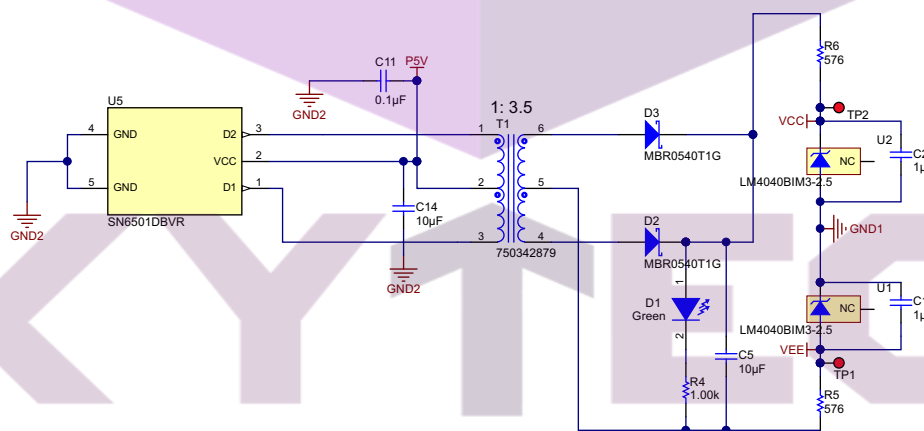 C11
P5V
0.1µF
GND2
U5
4
GND
D2
3
VCC
2
5
GND
D1
1
SN6501DBVR
GND2
C14
10µF
GND2
1: 3.5
T1
1
6
2
5
3
4
750342879
D3
MBR0540T1G
D2
MBR0540T1G
1
D1
Green
2
R4
1.00k
C5
10µF
R6
576
TP2
VCC
U2
NC
LM4040BIM3-2.5
1µ
GND1
U1
NC
1µ
LM4040BIM3-2.5
VEE
TP1
R5
576
KYTEC